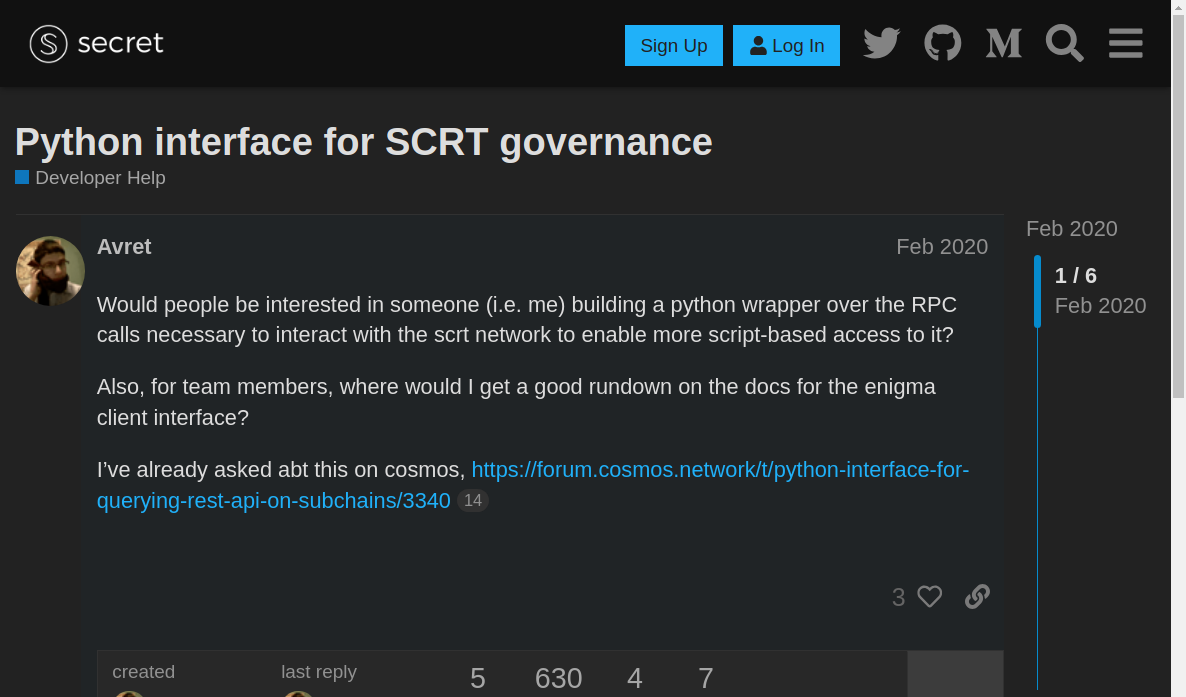 secret
Sign Up
Log In
Python interface for SCRT governance
Developer Help
Avret
Feb 2020
Would people be interested in someone (i.e. me) building a python wrapper over the RPC
calls necessary to interact with the scrt network to enable more script-based access to it?
Also, for team members, where would I get a good rundown on the docs for the enigma
client interface?
I’ve already asked abt this on cosmos, https://forum.cosmos.network/t/python-interface-for-
querying-rest-api-on-subchains/3340 14
3
created
last reply
5
630
4
7
Feb 2020
1 / 6
Feb 2020